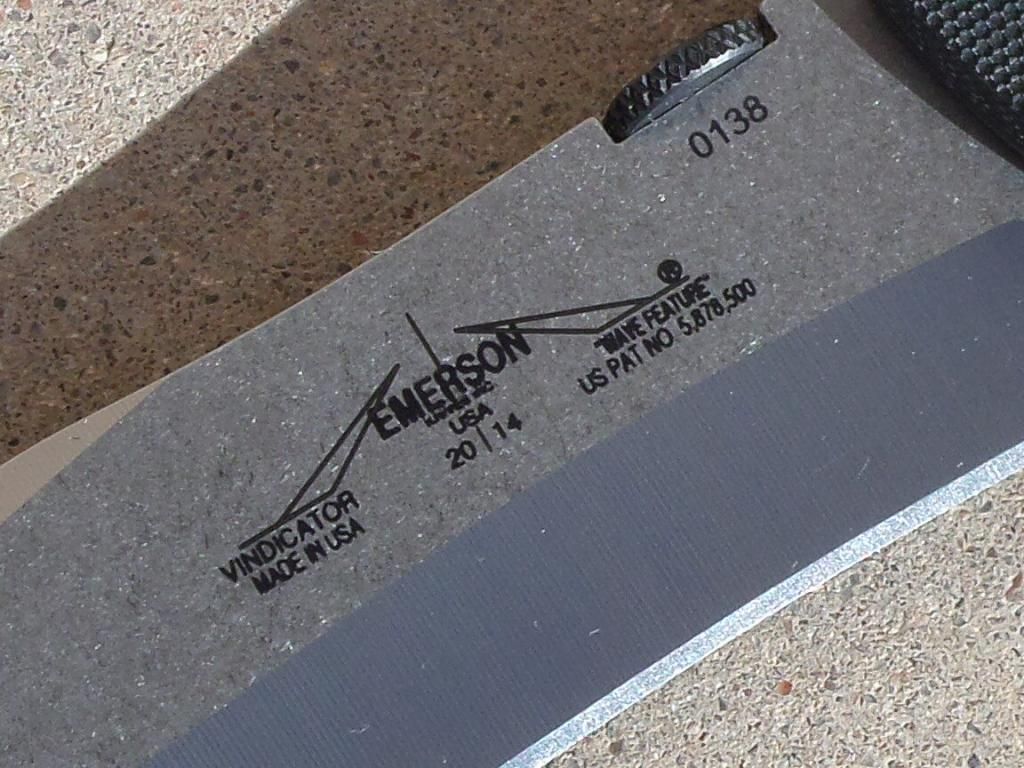 0138
®
EMERSON
USA
20 | 14
"WAVE FEATURE"
US PAT NO. 5,878,500
VINDICATOR
MADE IN USA